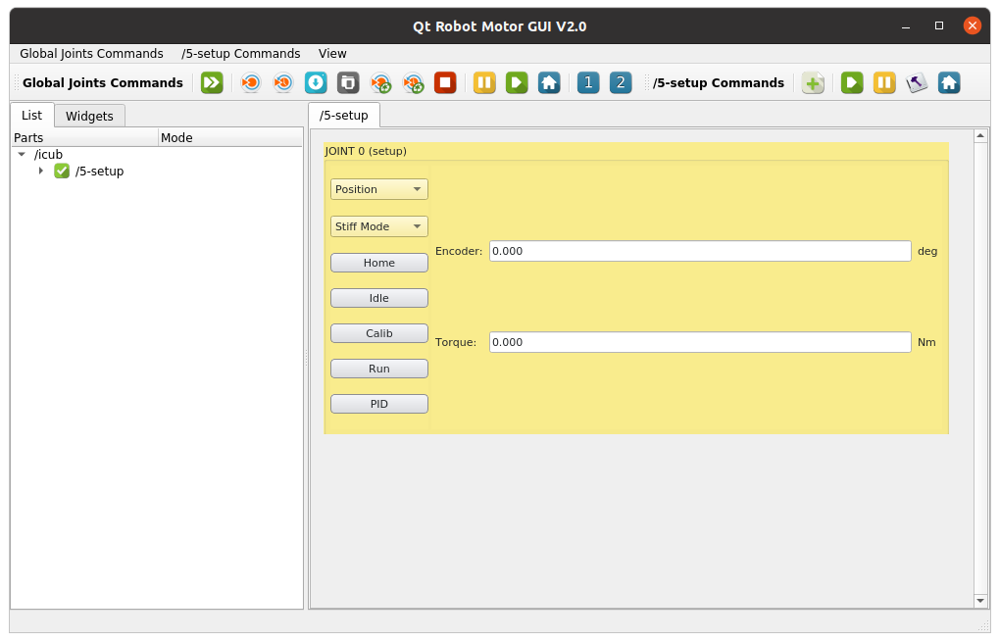 Qt Robot Motor GUI V2.0
Global Joints Commands /5-setup Commands View
Global Joints Commands 1 2 /5-setup Commands
List Widgets
/5-setup
Parts Mode
/icub
/5-setup
JOINT 0 (setup)
Position
Stiff Mode
Home
Idle
Calib
Run
PID
Encoder: 0.000 deg
Torque: 0.000 Nm